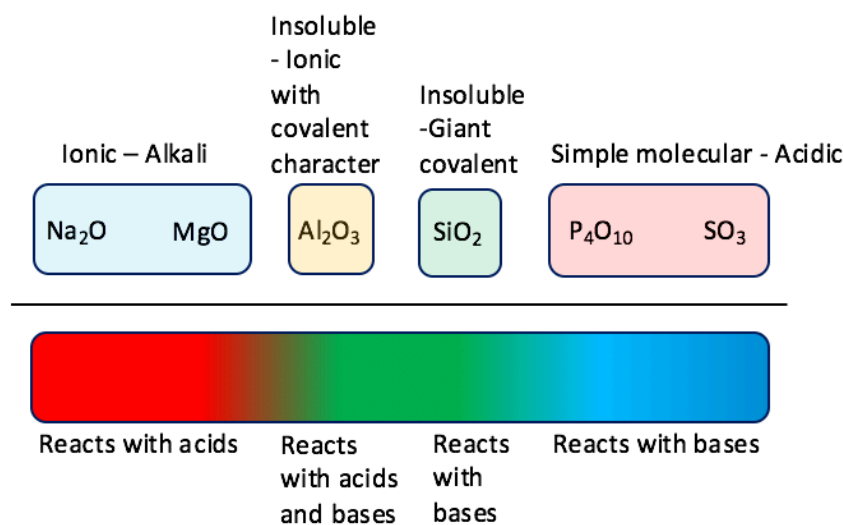 Insoluble
- Ionic
with
covalent
character
Insoluble
-Giant
covalent
Ionic – Alkali
Simple molecular - Acidic
Na₂O
MgO
Al₂O₃
SiO₂
P₄O₁₀
SO₃
Reacts with acids
Reacts
with acids
and bases
Reacts
with
bases
Reacts with bases